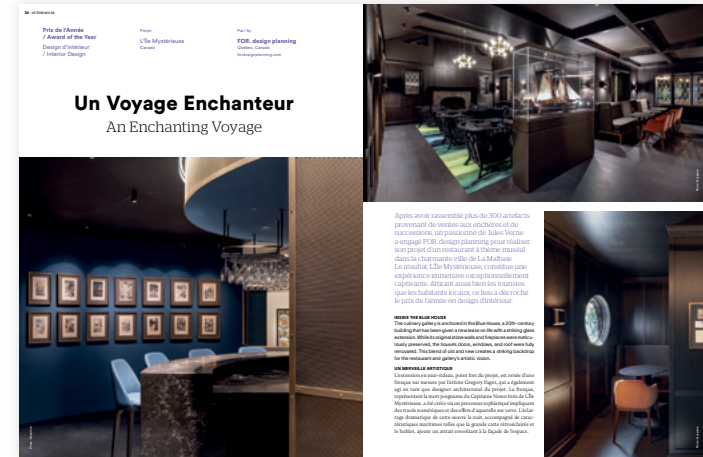 Prix de l'Année
/ Award of the Year
Design d'Intérieur
/ Interior Design
Projet
L'Île Mystérieuse
Canada
Par / by
FOR. design planning
Québec, Canada
fordesignplanning.com
Un Voyage Enchanteur
An Enchanting Voyage
Après avoir rassemblé plus de 300 artefacts
provenant de ventes aux enchères et de
successions, un passionné de Jules Verne
a engagé FOR. design planning pour réaliser
son projet d'un restaurant à thème muséal
dans la charmante ville de La Malbaie.
Le résultat, L'Île Mystérieuse, constitue une
expérience immersive exceptionnellement
captivante. Attirant aussi bien les touristes
que les habitants locaux, ce lieu a décroché
le prix de l'année en design d'intérieur.
INSIDE THE BLUE HOUSE
The culinary gallery is anchored in the Blue House, a 20th-century
building that has been given a new lease on life with a striking glass
extension. While its original stone walls and fireplaces were meticu-
lously preserved, the house's doors, windows, and roof were fully
renovated. This blend of old and new creates a striking backdrop
for the restaurant and gallery's artistic vision.
UN MERVEILLE ARTISTIQUE
L'extension en mur-rideau, point fort du projet, est ornée d'une
fresque sur mesure par l'artiste Gregory Fages, qui a également
agi en tant que designer architectural du projet. La fresque,
représentant la mort poignante du Capitaine Nemo tirée de L'Île
Mystérieuse, a été créée via un processus sophistiqué impliquant
des tracés numériques et des effets d'aquarelle sur verre. L'éclai-
rage dramatique de cette œuvre la nuit, accompagné de carac-
téristiques maritimes telles que la grande carte rétroéclairée et
le hublot, ajoute un attrait envoûtant à la façade de l'espace.